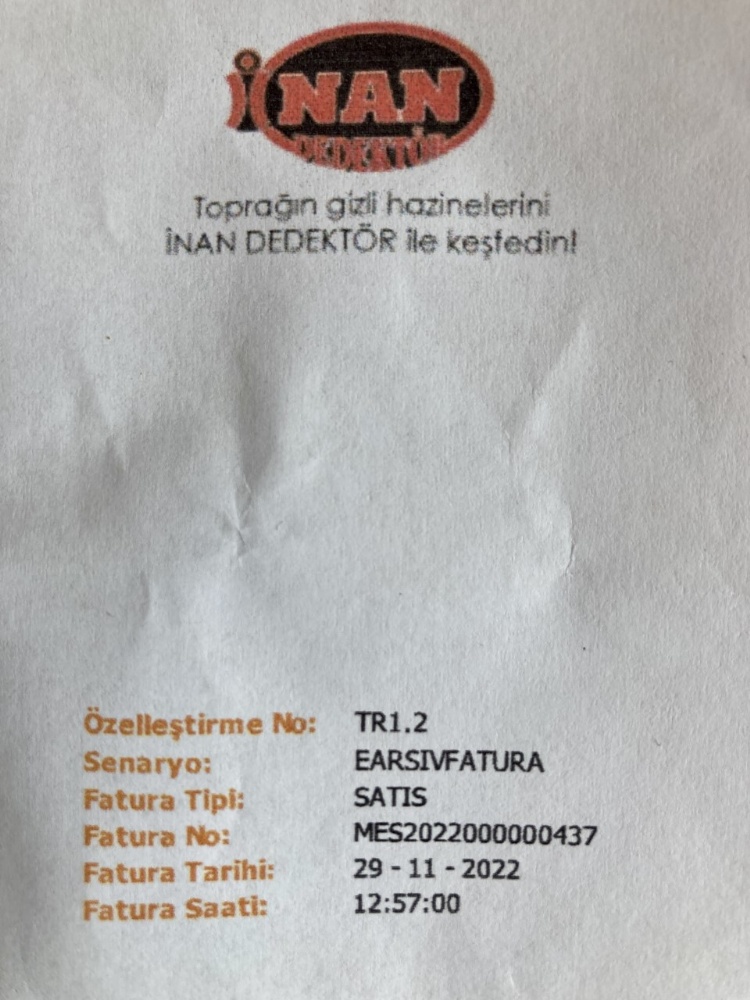 İNAN
DEDEKTÖR
Toprağın gizli hazinelerini
İNAN DEDEKTÖR ile keşfedin!
Özelleştirme No: TR1.2
Senaryo: EARSIVFATURA
Fatura Tipi: SATIS
Fatura No: MES2022000000437
Fatura Tarihi: 29 - 11 - 2022
Fatura Saati: 12:57:00